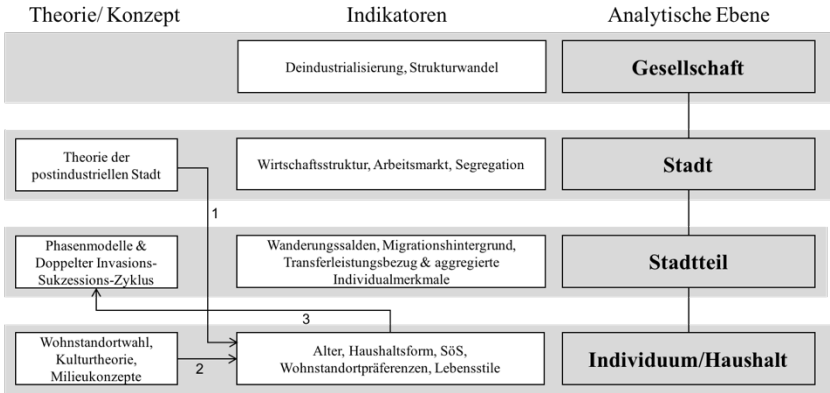 Theorie/ Konzept
Indikatoren
Analytische Ebene
Deindustrialisierung, Strukturwandel
Gesellschaft
Theorie der
postindustriellen Stadt
Wirtschaftsstruktur, Arbeitsmarkt, Segregation
Stadt
1
Phasenmodelle &
Doppelter Invasions-
Sukzessions-Zyklus
Wanderungssalden, Migrationshintergrund,
Transferleistungsbezug & aggregierte
Individualmerkmale
Stadtteil
3
Wohnstandortwahl,
Kulturtheorie,
Milieukonzepte
2
Alter, Haushaltsform, SöS,
Wohnstandortpräferenzen, Lebensstile
Individuum/Haushalt